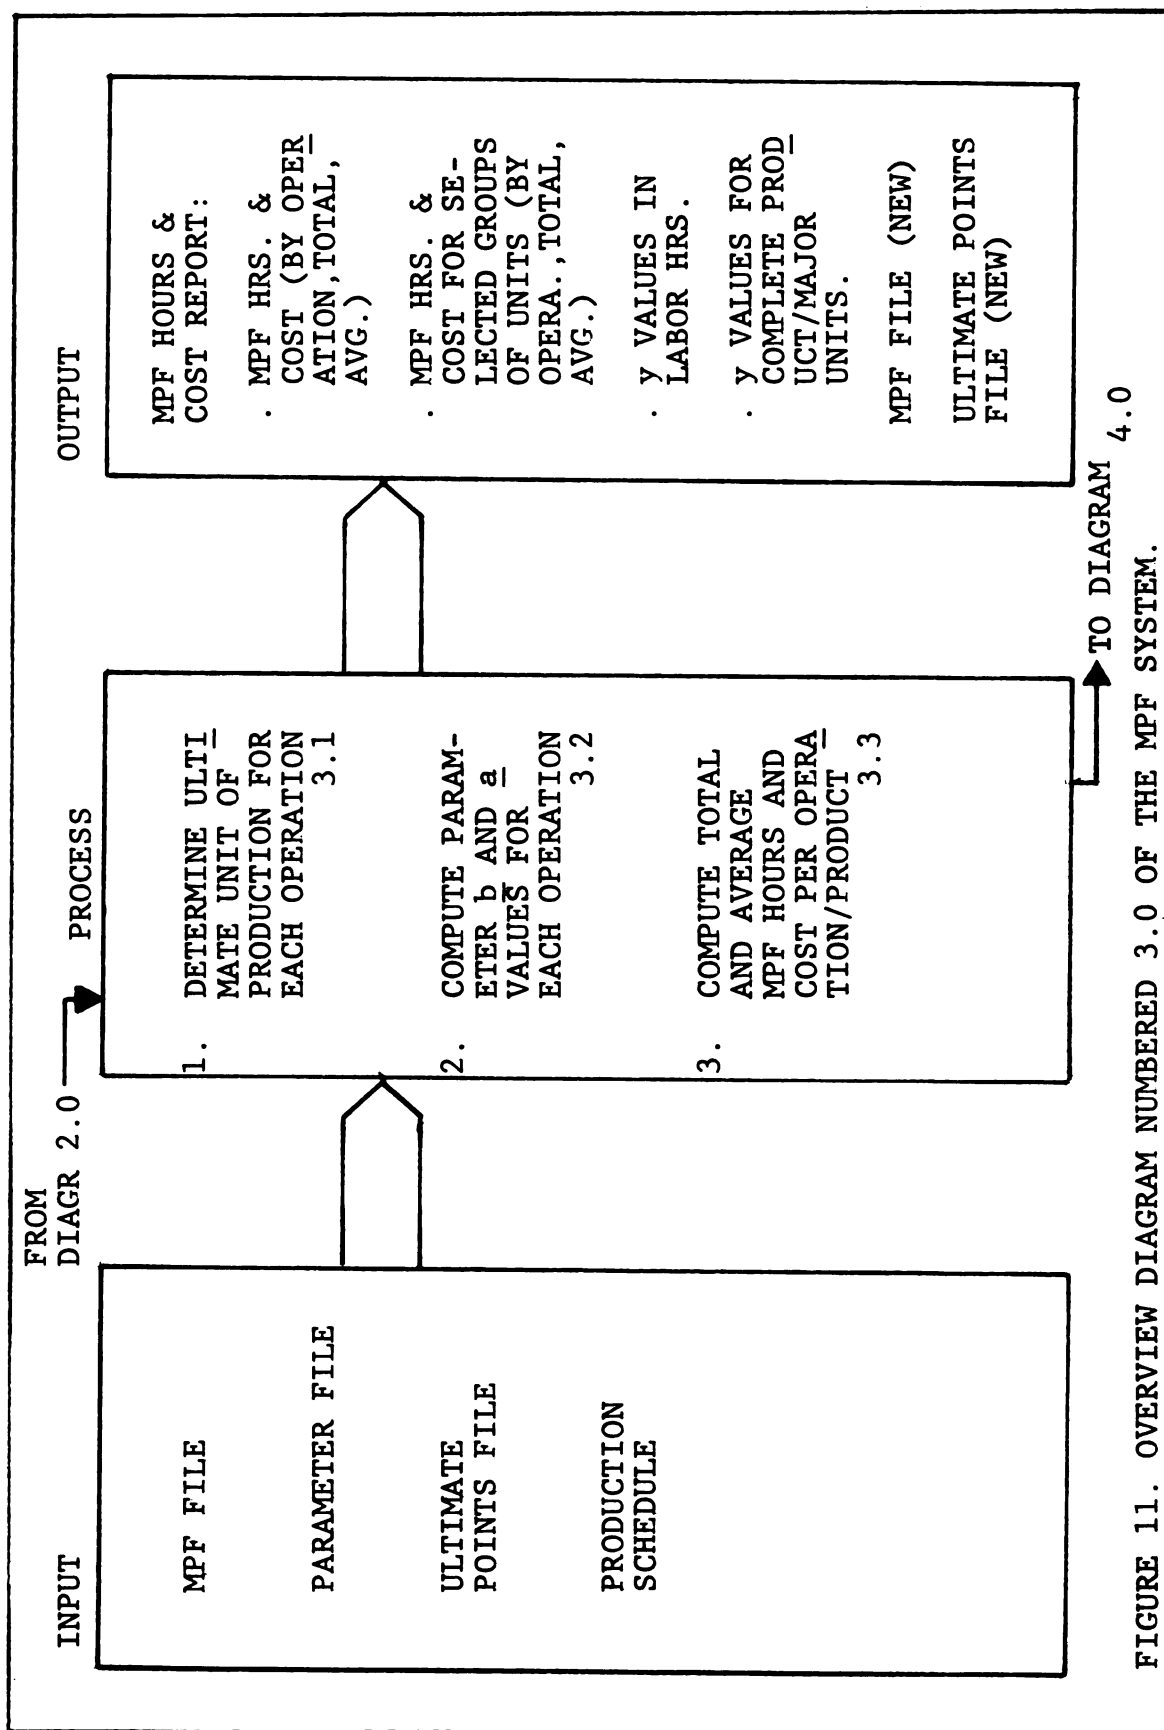 INPUT
MPF FILE
PARAMETER FILE
ULTIMATE
POINTS FILE
PRODUCTION
SCHEDULE
FROM
DIAGR 2.0
PROCESS
1. DETERMINE ULTI_
MATE UNIT OF
PRODUCTION FOR
EACH OPERATION
3.1
2. COMPUTE PARAM-
ETER b AND a
VALUES FOR
EACH OPERATION
3.2
3. COMPUTE TOTAL
AND AVERAGE
MPF HOURS AND
COST PER OPERA_
TION/PRODUCT
3.3
TO DIAGRAM 4.0
OUTPUT
MPF HOURS &
COST REPORT:
. MPF HRS. &
COST (BY OPER_
ATION,TOTAL,
AVG.)
. MPF HRS. &
COST FOR SE-
LECTED GROUPS
OF UNITS (BY
OPERA.,TOTAL,
AVG.)
. y VALUES IN
LABOR HRS.
. y VALUES FOR
COMPLETE PROD_
UCT/MAJOR
UNITS.
MPF FILE (NEW)
ULTIMATE POINTS
FILE (NEW)
FIGURE 11. OVERVIEW DIAGRAM NUMBERED 3.0 OF THE MPF SYSTEM.